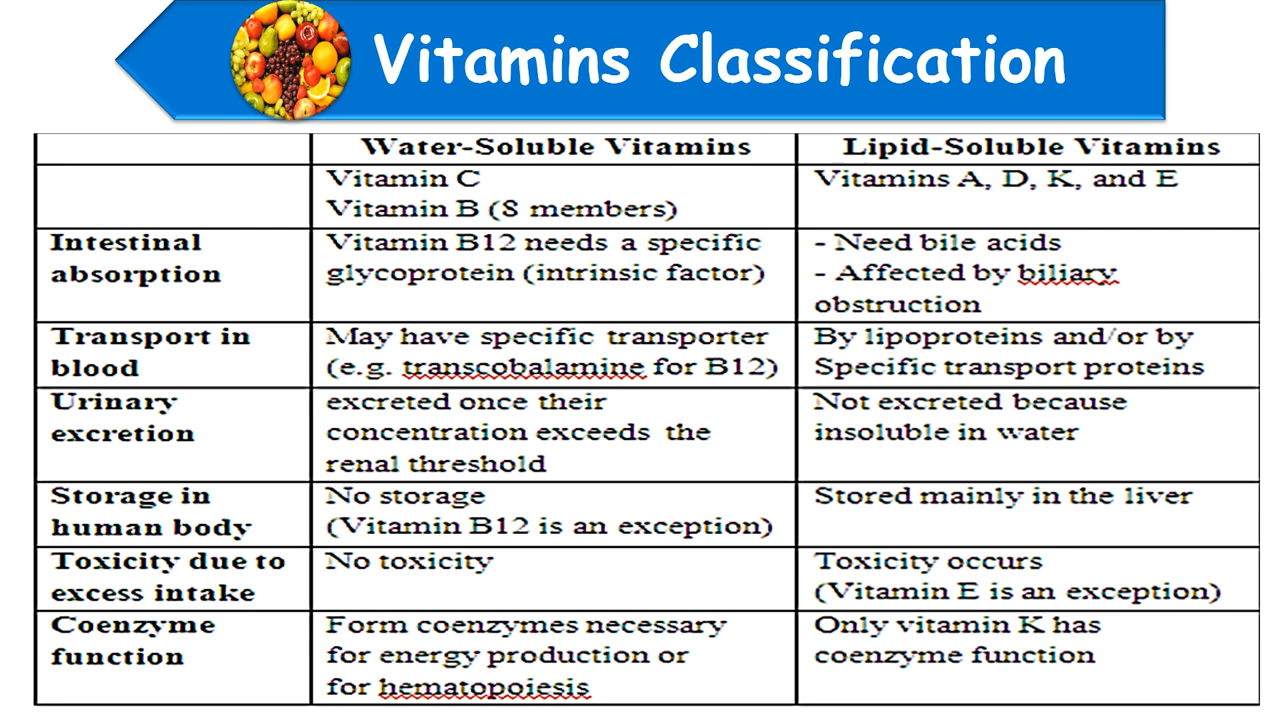 Vitamins Classification
Water-Soluble Vitamins
Lipid-Soluble Vitamins
Vitamin C
Vitamin B (8 members)
Vitamins A, D, K, and E
Intestinal
absorption
Vitamin B12 needs a specific
glycoprotein (intrinsic factor)
- Need bile acids
- Affected by biliary
obstruction
Transport in
blood
May have specific transporter
(e.g. transcobalamine for B12)
By lipoproteins and/or by
Specific transport proteins
Urinary
excretion
excreted once their
concentration exceeds the
renal threshold
Not excreted because
insoluble in water
Storage in
human body
No storage
(Vitamin B12 is an exception)
Stored mainly in the liver
Toxicity due to
excess intake
No toxicity
Toxicity occurs
(Vitamin E is an exception)
Coenzyme
function
Form coenzymes necessary
for energy production or
for hematopoiesis
Only vitamin K has
coenzyme function